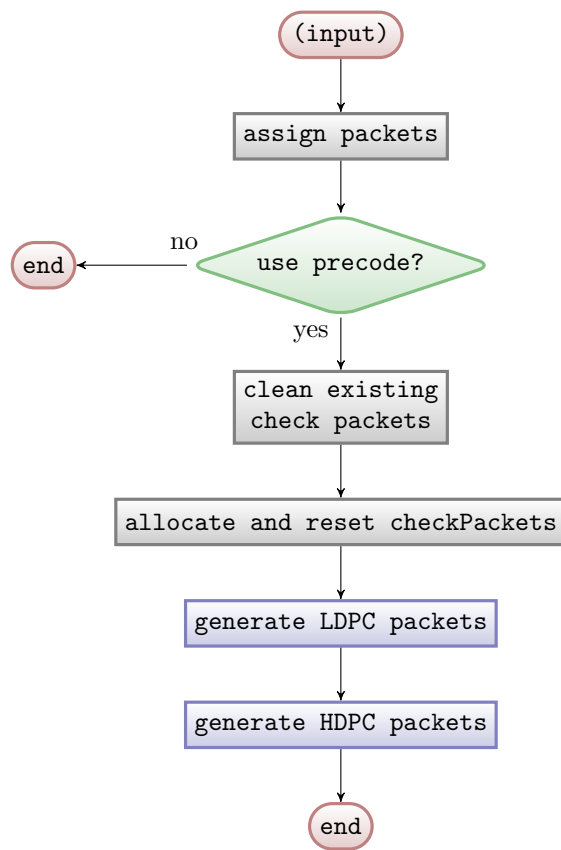 (input)
assign packets
no
end
use precode?
yes
clean existing
check packets
allocate and reset checkPackets
generate LDPC packets
generate HDPC packets
end